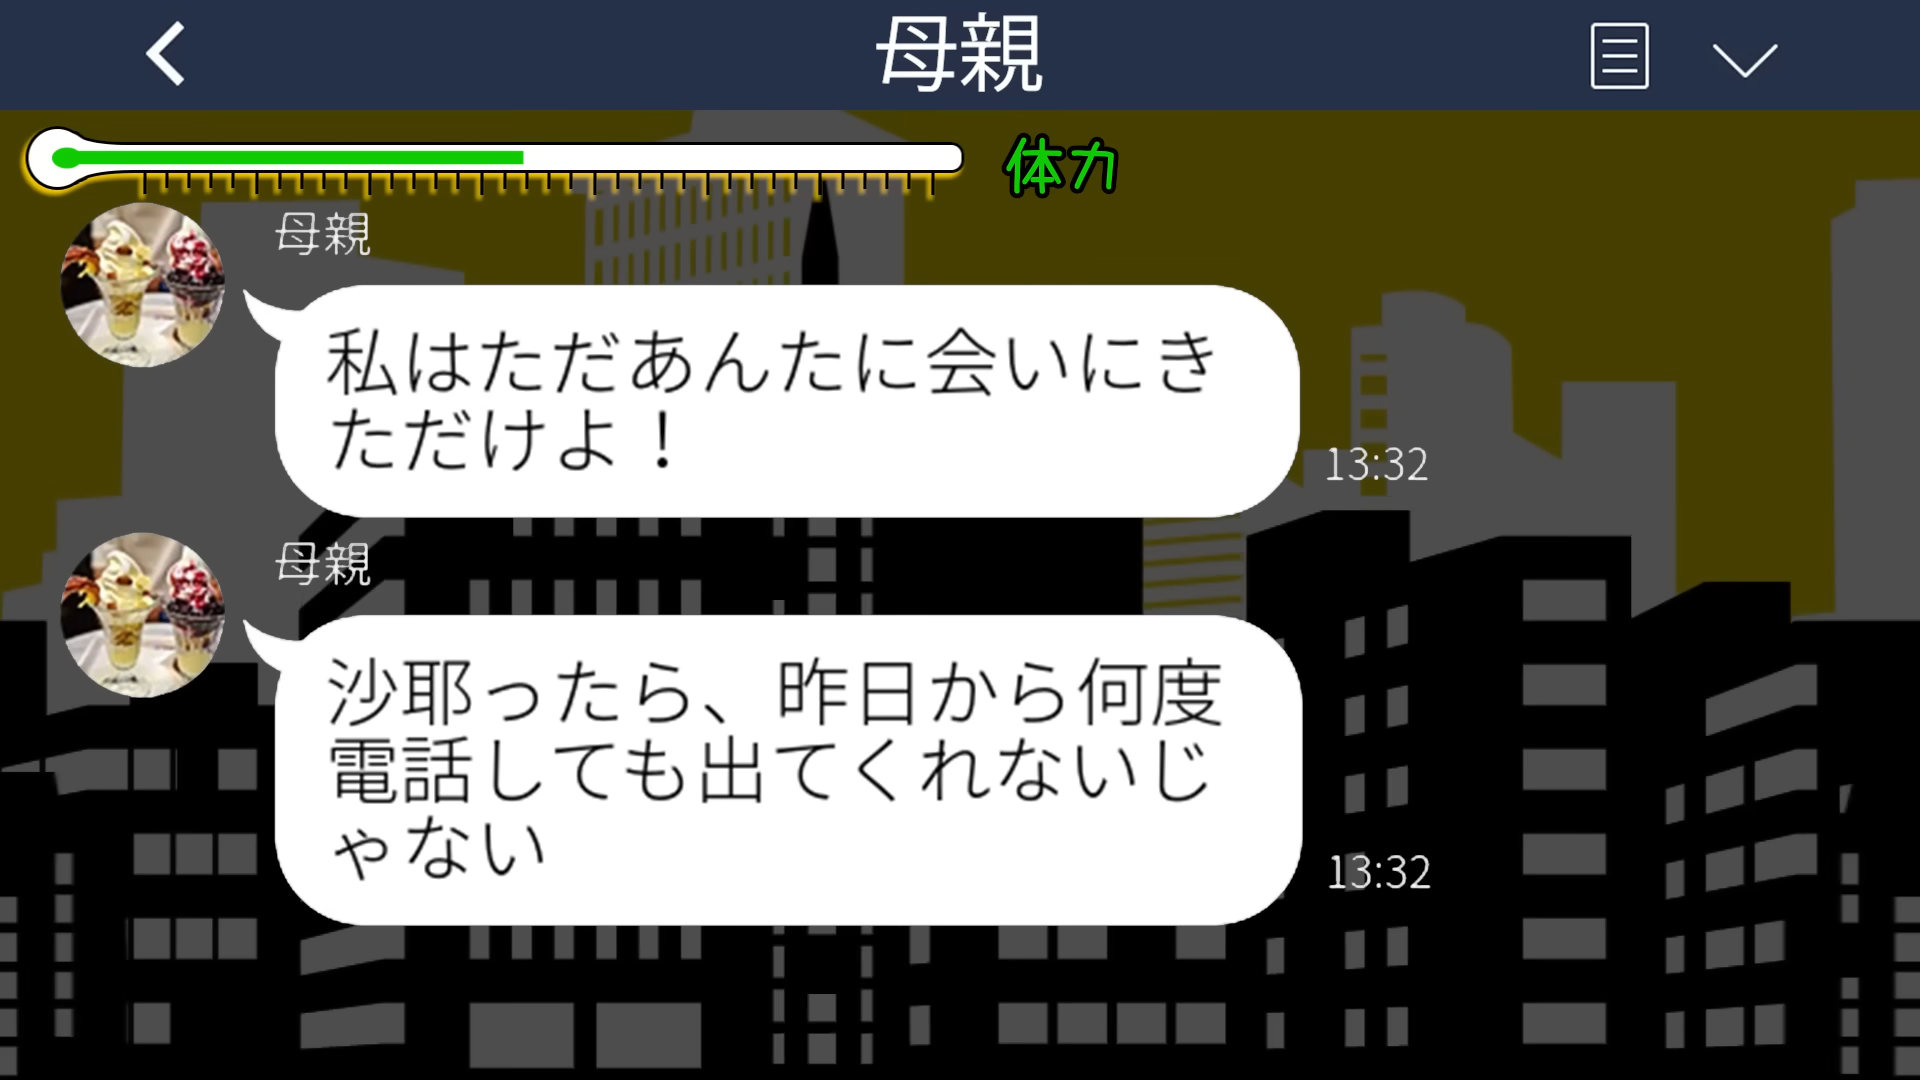 母親
体力
母親
私はただあんたに会いにき
ただけよ！
13:32
母親
沙耶ったら、昨日から何度
電話しても出てくれないじ
ゃない
13:32